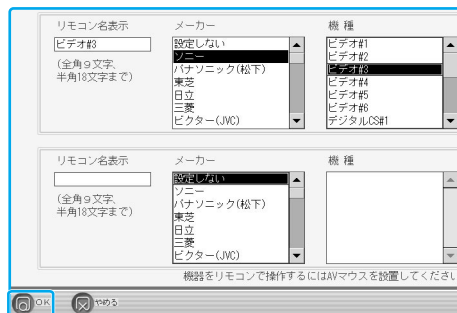 リモコン名表示
メーカー
機 種
ビデオ#3
(全角9文字、
半角18文字まで)
設定しない
ソニー
パナソニック(松下)
東芝
日立
三菱
ビクター(JVC)
ビデオ#1
ビデオ#2
ビデオ#3
ビデオ#4
ビデオ#5
ビデオ#6
デジタルCS#1
リモコン名表示
メーカー
機 種
(全角9文字、
半角18文字まで)
設定しない
ソニー
パナソニック(松下)
東芝
日立
三菱
ビクター(JVC)
機器をリモコンで操作するにはAVマウスを設置してくださ
OK
やめる